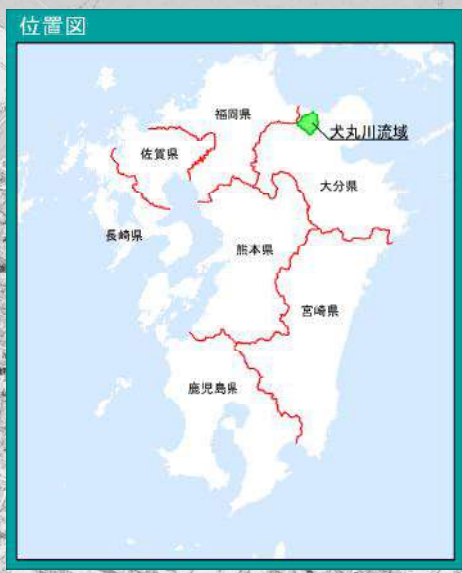 位置図
福岡県
犬丸川流域
佐賀県
大分県
長崎県
熊本県
宮崎県
鹿児島県